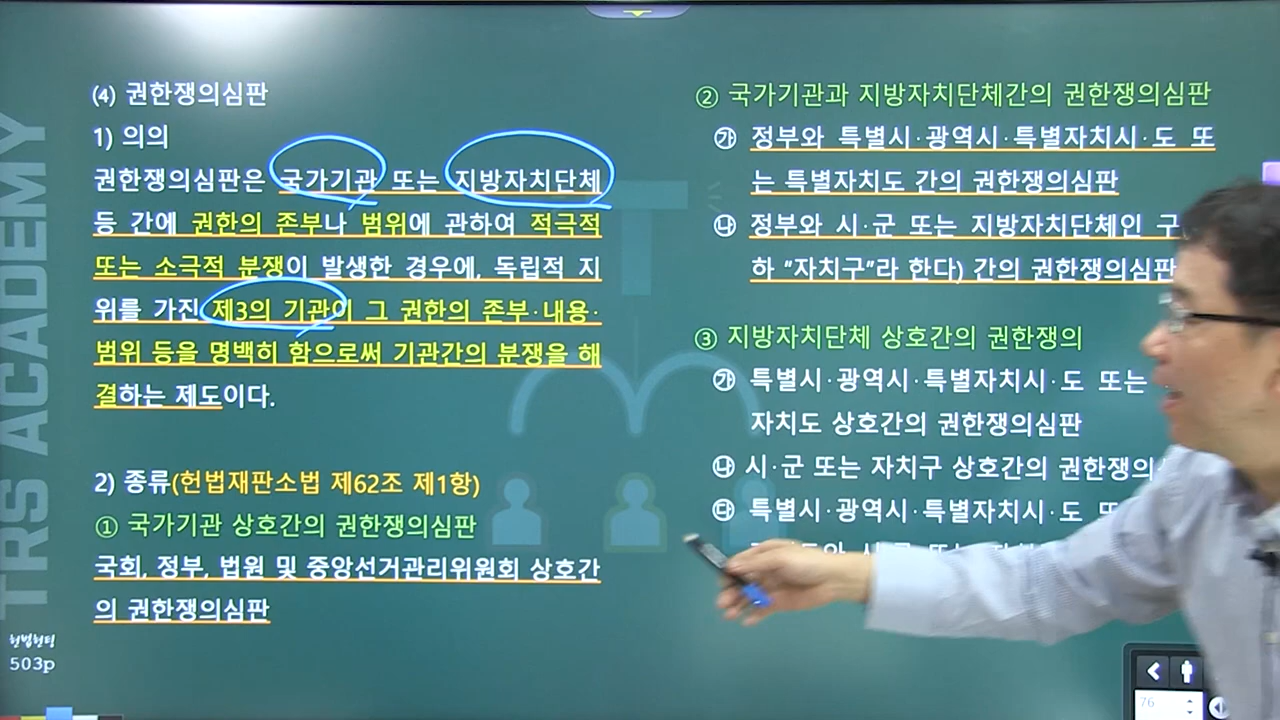 (4) 권한쟁의심판
1) 의의
권한쟁의심판은 국가기관 또는 지방자치단체
등 간에 권한의 존부나 범위에 관하여 적극적
또는 소극적 분쟁이 발생한 경우에, 독립적 지
위를 가진 제3의 기관이 그 권한의 존부·내용·
범위 등을 명백히 함으로써 기관간의 분쟁을 해
결하는 제도이다.
2) 종류(헌법재판소법 제62조 제1항)
① 국가기관 상호간의 권한쟁의심판
국회, 정부, 법원 및 중앙선거관리위원회 상호간
의 권한쟁의심판
② 국가기관과 지방자치단체간의 권한쟁의심판
㉮ 정부와 특별시·광역시·특별자치시·도 또
는 특별자치도 간의 권한쟁의심판
㉯ 정부와 시·군 또는 지방자치단체인 구
하 "자치구"라 한다) 간의 권한쟁의심판
③ 지방자치단체 상호간의 권한쟁의
㉮ 특별시·광역시·특별자치시·도 또는
자치도 상호간의 권한쟁의심판
㉯ 시·군 또는 자치구 상호간의 권한쟁의
㉰ 특별시·광역시·특별자치시·도 또
TRS ACADEMY
헌법헌팅
503p
76